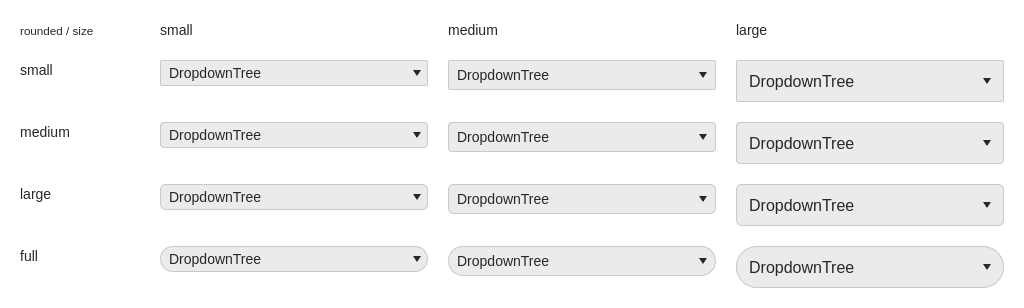 rounded / size small medium large
small DropdownTree DropdownTree DropdownTree
medium DropdownTree DropdownTree DropdownTree
large DropdownTree DropdownTree DropdownTree
full DropdownTree DropdownTree DropdownTree